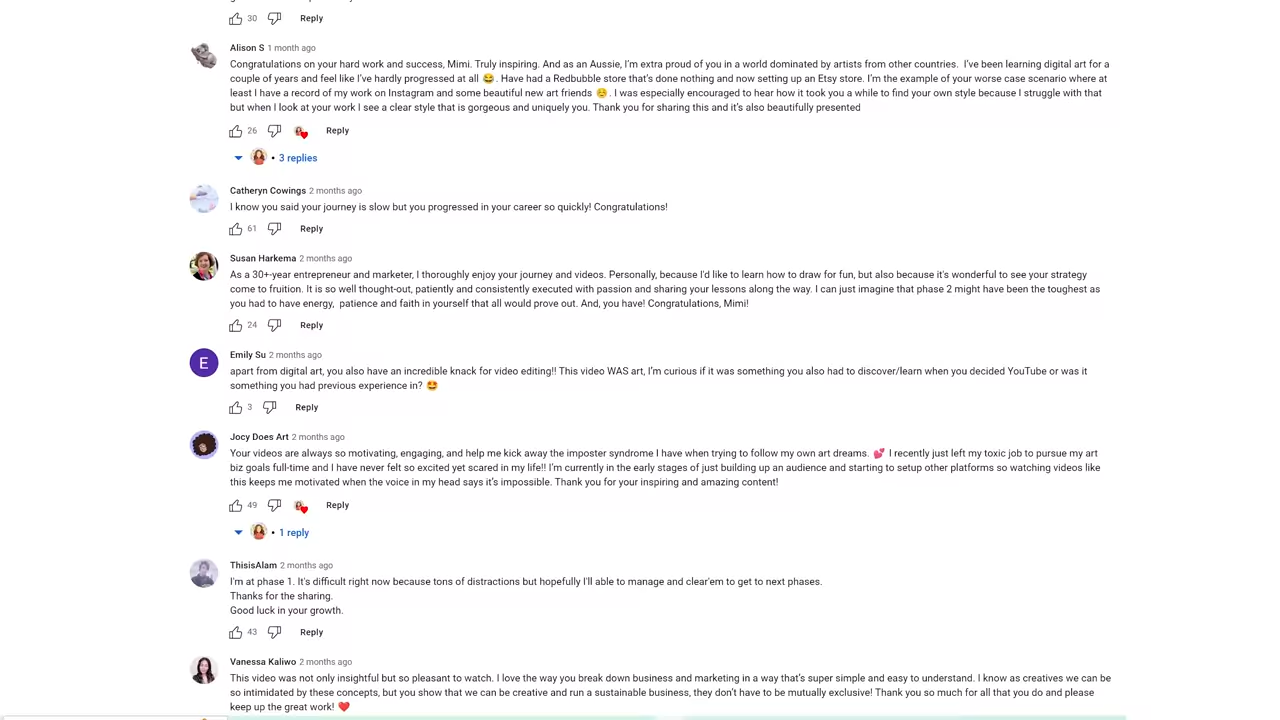 30 Reply
Alison S 1 month ago
Congratulations on your hard work and success, Mimi. Truly inspiring. And as an Aussie, I'm extra proud of you in a world dominated by artists from other countries. I've been learning digital art for a
couple of years and feel like I've hardly progressed at all 😂. Have had a Redbubble store that's done nothing and now setting up an Etsy store. I'm the example of your worse case scenario where at
least I have a record of my work on Instagram and some beautiful new art friends ☺️. I was especially encouraged to hear how it took you a while to find your own style because I struggle with that
but when I look at your work I see a clear style that is gorgeous and uniquely you. Thank you for sharing this and it's also beautifully presented
26 Reply
• 3 replies
Catheryn Cowings 2 months ago
I know you said your journey is slow but you progressed in your career so quickly! Congratulations!
61 Reply
Susan Harkema 2 months ago
As a 30+-year entrepreneur and marketer, I thoroughly enjoy your journey and videos. Personally, because I'd like to learn how to draw for fun, but also because it's wonderful to see your strategy
come to fruition. It is so well thought-out, patiently and consistently executed with passion and sharing your lessons along the way. I can just imagine that phase 2 might have been the toughest as
you had to have energy, patience and faith in yourself that all would prove out. And, you have! Congratulations, Mimi!
24 Reply
E
Emily Su 2 months ago
apart from digital art, you also have an incredible knack for video editing!! This video WAS art, I'm curious if it was something you also had to discover/learn when you decided YouTube or was it
something you had previous experience in? 🤩
3 Reply
Jocy Does Art 2 months ago
Your videos are always so motivating, engaging, and help me kick away the imposter syndrome I have when trying to follow my own art dreams. 💕 I recently just left my toxic job to pursue my art
biz goals full-time and I have never felt so excited yet scared in my life!! I'm currently in the early stages of just building up an audience and starting to setup other platforms so watching videos like
this keeps me motivated when the voice in my head says it's impossible. Thank you for your inspiring and amazing content!
49 Reply
• 1 reply
ThisisAlam 2 months ago
I'm at phase 1. It's difficult right now because tons of distractions but hopefully I'll able to manage and clear'em to get to next phases.
Thanks for the sharing.
Good luck in your growth.
43 Reply
Vanessa Kaliwo 2 months ago
This video was not only insightful but so pleasant to watch. I love the way you break down business and marketing in a way that's super simple and easy to understand. I know as creatives we can be
so intimidated by these concepts, but you show that we can be creative and run a sustainable business, they don't have to be mutually exclusive! Thank you so much for all that you do and please
keep up the great work! ❤️